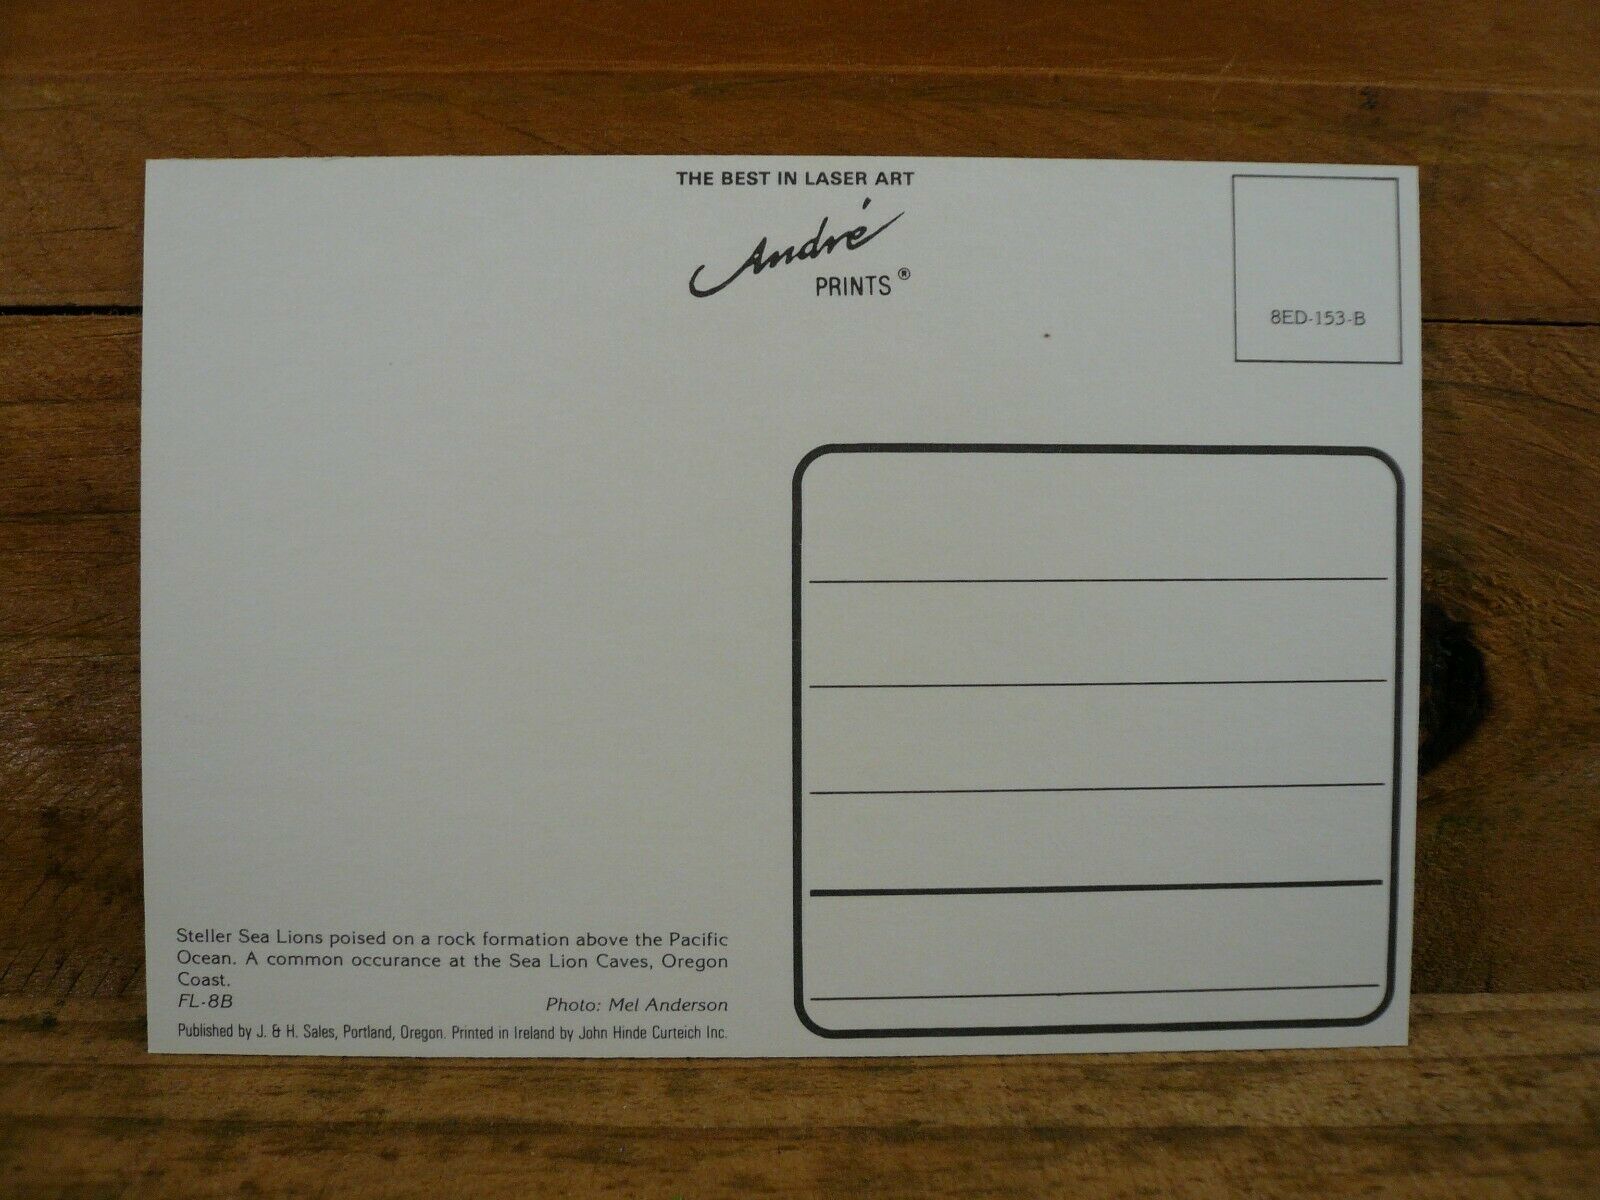 THE BEST IN LASER ART
André
PRINTS®
8ED-153-B
Steller Sea Lions poised on a rock formation above the Pacific
Ocean. A common occurance at the Sea Lion Caves, Oregon
Coast.
FL-8B Photo: Mel Anderson
Published by J. & H. Sales, Portland, Oregon. Printed in Ireland by John Hinde Curteich Inc.